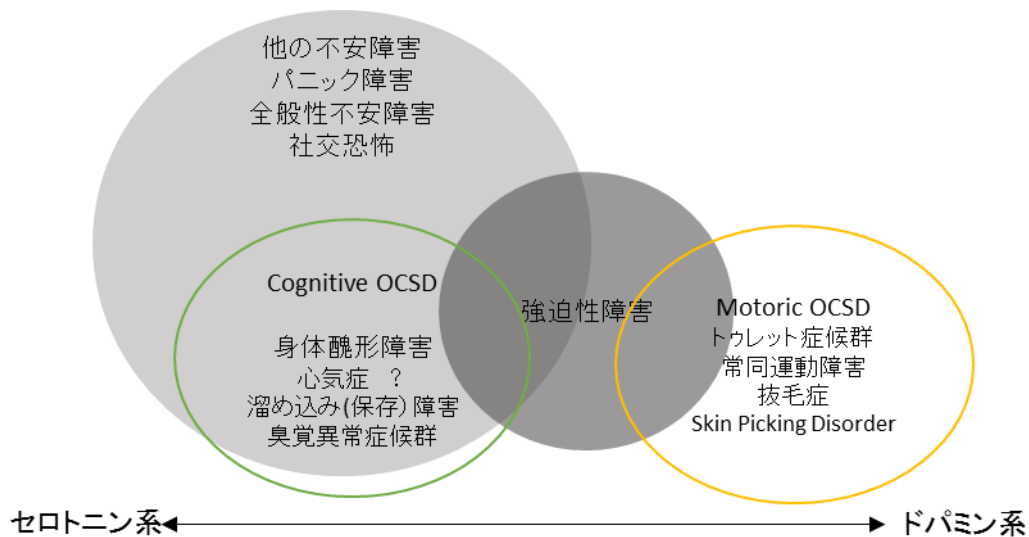 他の不安障害
パニック障害
全般性不安障害
社交恐怖
Cognitive OCSD
身体醜形障害
心気症 ?
溜め込み(保存)障害
臭覚異常症候群
強迫性障害
Motoric OCSD
トゥレット症候群
常同運動障害
抜毛症
Skin Picking Disorder
セロトニン系
ドパミン系